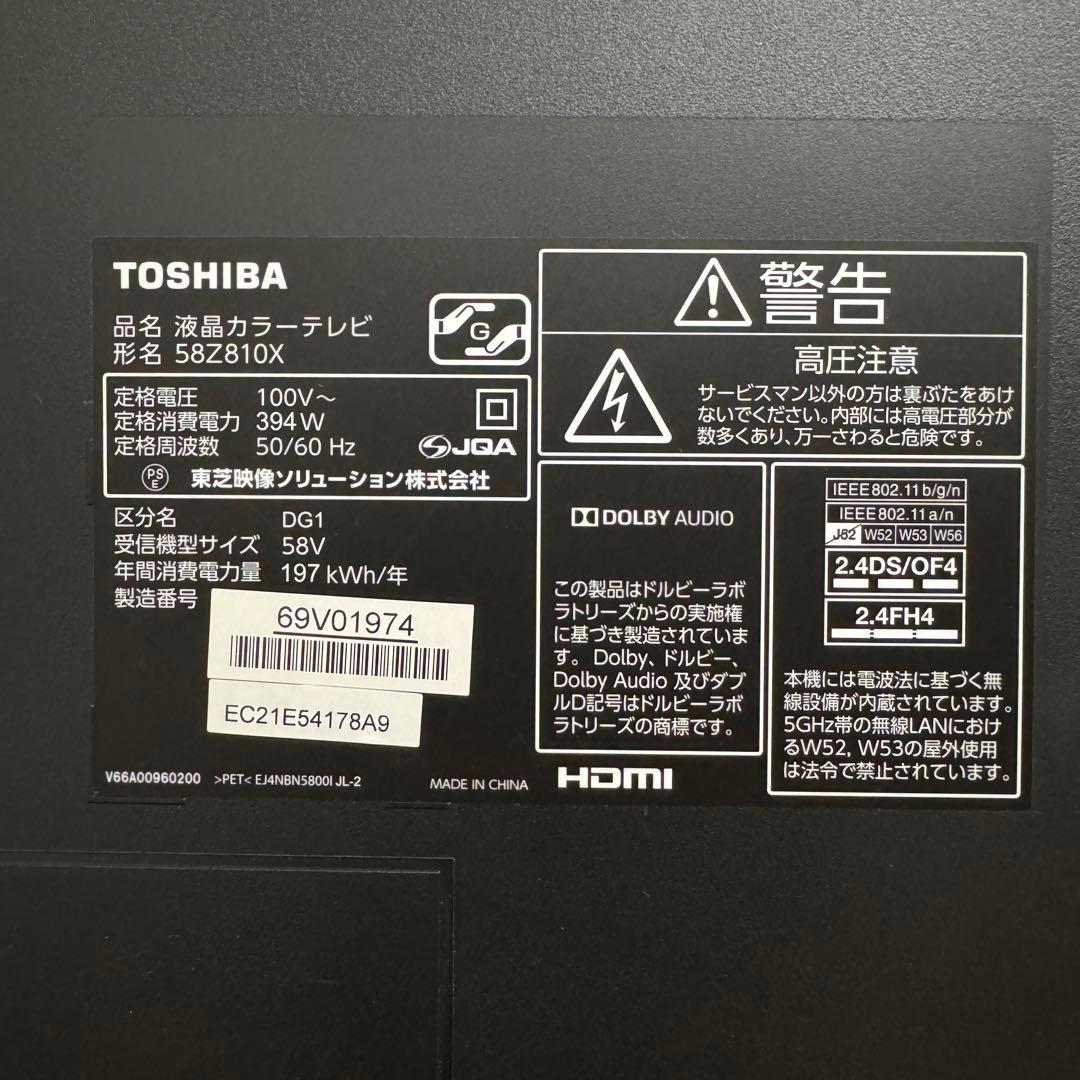 TOSHIBA
品名 液晶カラーテレビ
形名 58Z810X
G
定格電圧 100V〜
定格消費電力 394 W
定格周波数 50/60 Hz
JQA
PS
E
東芝映像ソリューション株式会社
区分名 DG1
受信機型サイズ 58V
年間消費電力量 197 kWh/年
製造番号
69V01974
EC21E54178A9
V66A00960200 >PET< EJ4NBN5800I JL-2
MADE IN CHINA
警告
高圧注意
サービスマン以外の方は裏ぶたをあけ
ないでください。内部には高電圧部分が
数多くあり、万一さわると危険です。
DOLBY AUDIO
この製品はドルビーラボ
ラトリーズからの実施権
に基づき製造されていま
す。Dolby、ドルビー、
Dolby Audio 及びダブ
ルD記号はドルビーラボ
ラトリーズの商標です。
HDMI
IEEE802.11b/g/n
IEEE802.11a/n
J52 W52 W53 W56
2.4DS/OF4
2.4FH4
本機には電波法に基づく無
線設備が内蔵されています。
5GHz帯の無線LANにおけ
るW52, W53の屋外使用
は法令で禁止されています。